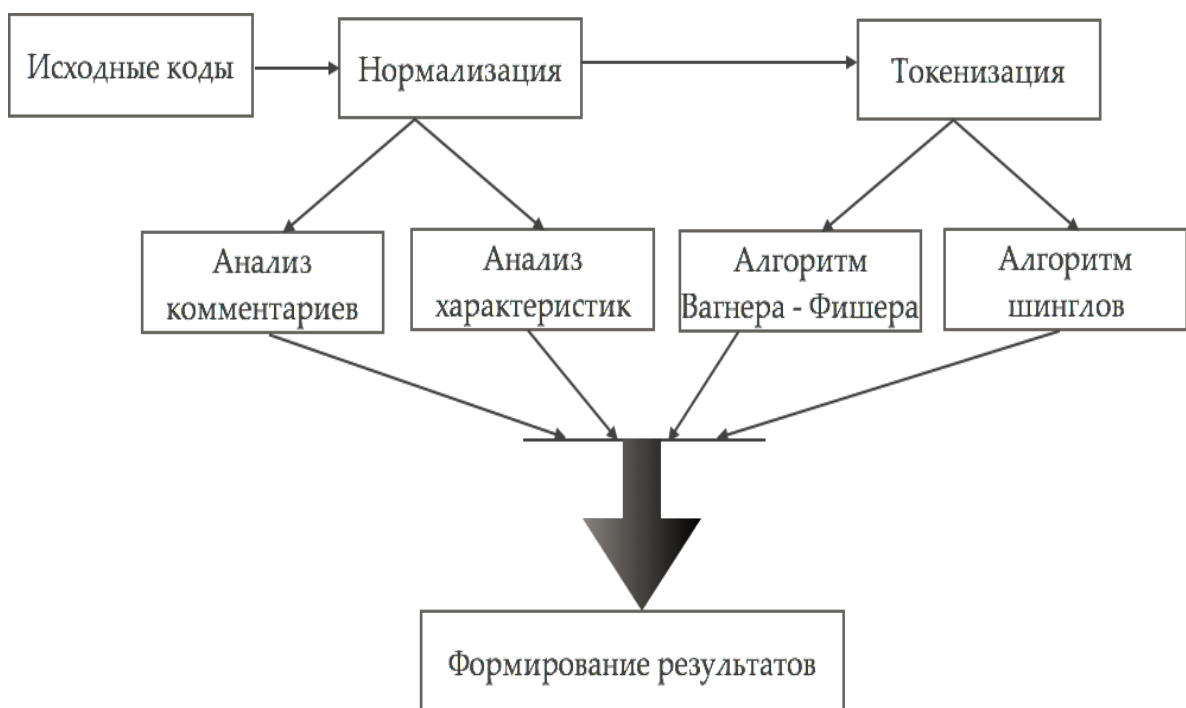 Исходные коды
Нормализация
Токенизация
Анализ
комментариев
Анализ
характеристик
Алгоритм
Вагнера - Фишера
Алгоритм
шинглов
Формирование результатов